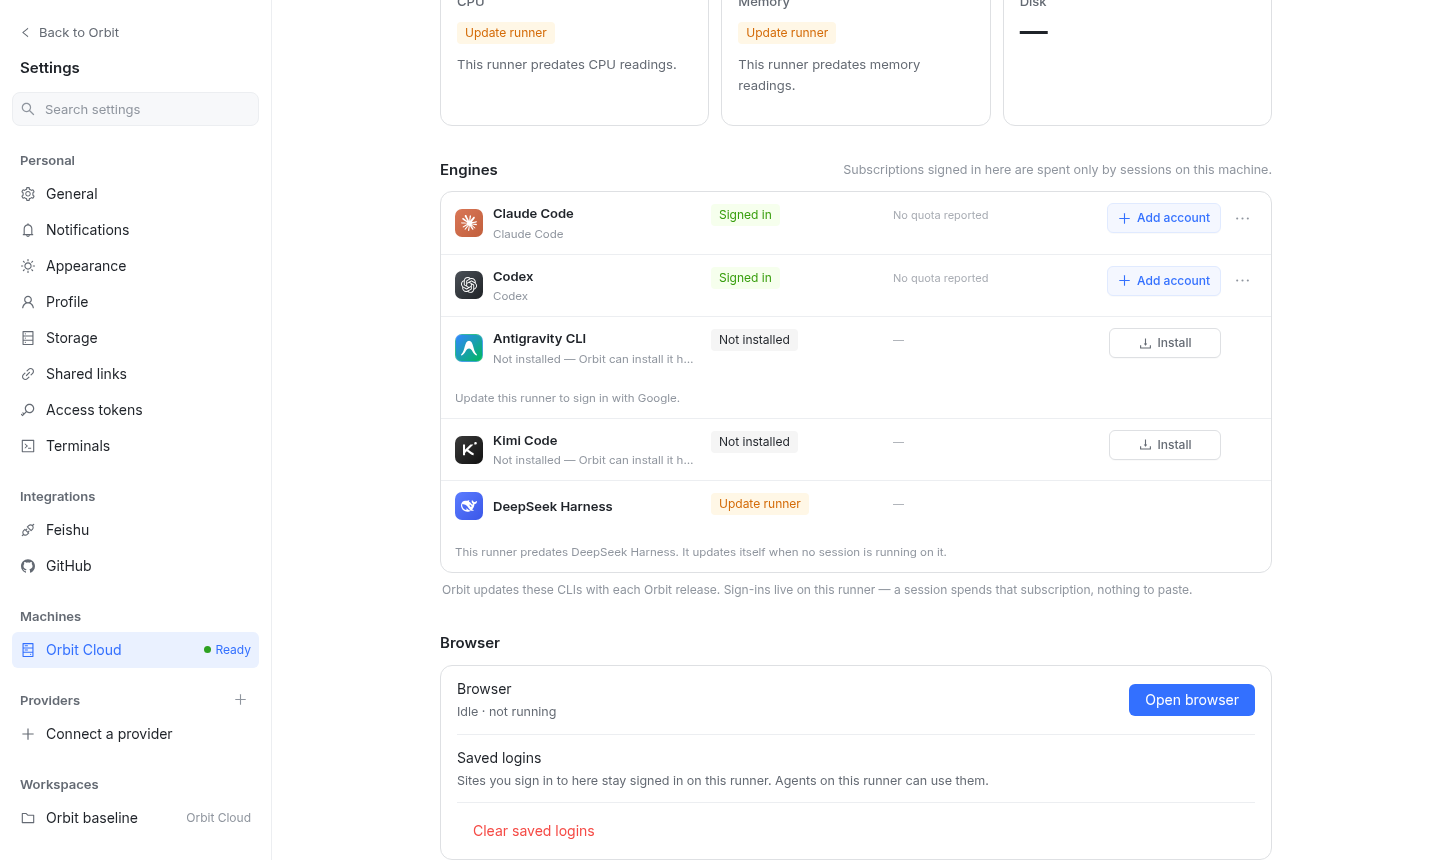 Back to Orbit
Settings
Search settings
Personal
General
Notifications
Appearance
Profile
Storage
Shared links
Access tokens
Terminals
Integrations
Feishu
GitHub
Machines
Orbit Cloud Ready
Providers
Connect a provider
Workspaces
Orbit baseline Orbit Cloud
CPU
Update runner
This runner predates CPU readings.
Memory
Update runner
This runner predates memory
readings.
Disk
—
Engines Subscriptions signed in here are spent only by sessions on this machine.
Claude Code Signed in No quota reported Add account ···
Claude Code
Codex Signed in No quota reported Add account ···
Codex
Antigravity CLI Not installed — Install
Not installed — Orbit can install it h...
Update this runner to sign in with Google.
Kimi Code Not installed — Install
Not installed — Orbit can install it h...
DeepSeek Harness Update runner —
This runner predates DeepSeek Harness. It updates itself when no session is running on it.
Orbit updates these CLIs with each Orbit release. Sign-ins live on this runner — a session spends that subscription, nothing to paste.
Browser
Browser
Idle · not running
Open browser
Saved logins
Sites you sign in to here stay signed in on this runner. Agents on this runner can use them.
Clear saved logins